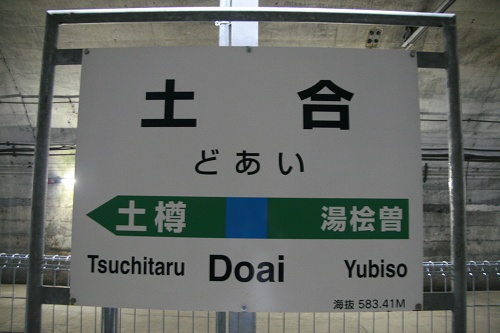 土合
どあい
土樽 湯桧曽
Tsuchitaru Doai Yubiso
海抜 583.41M